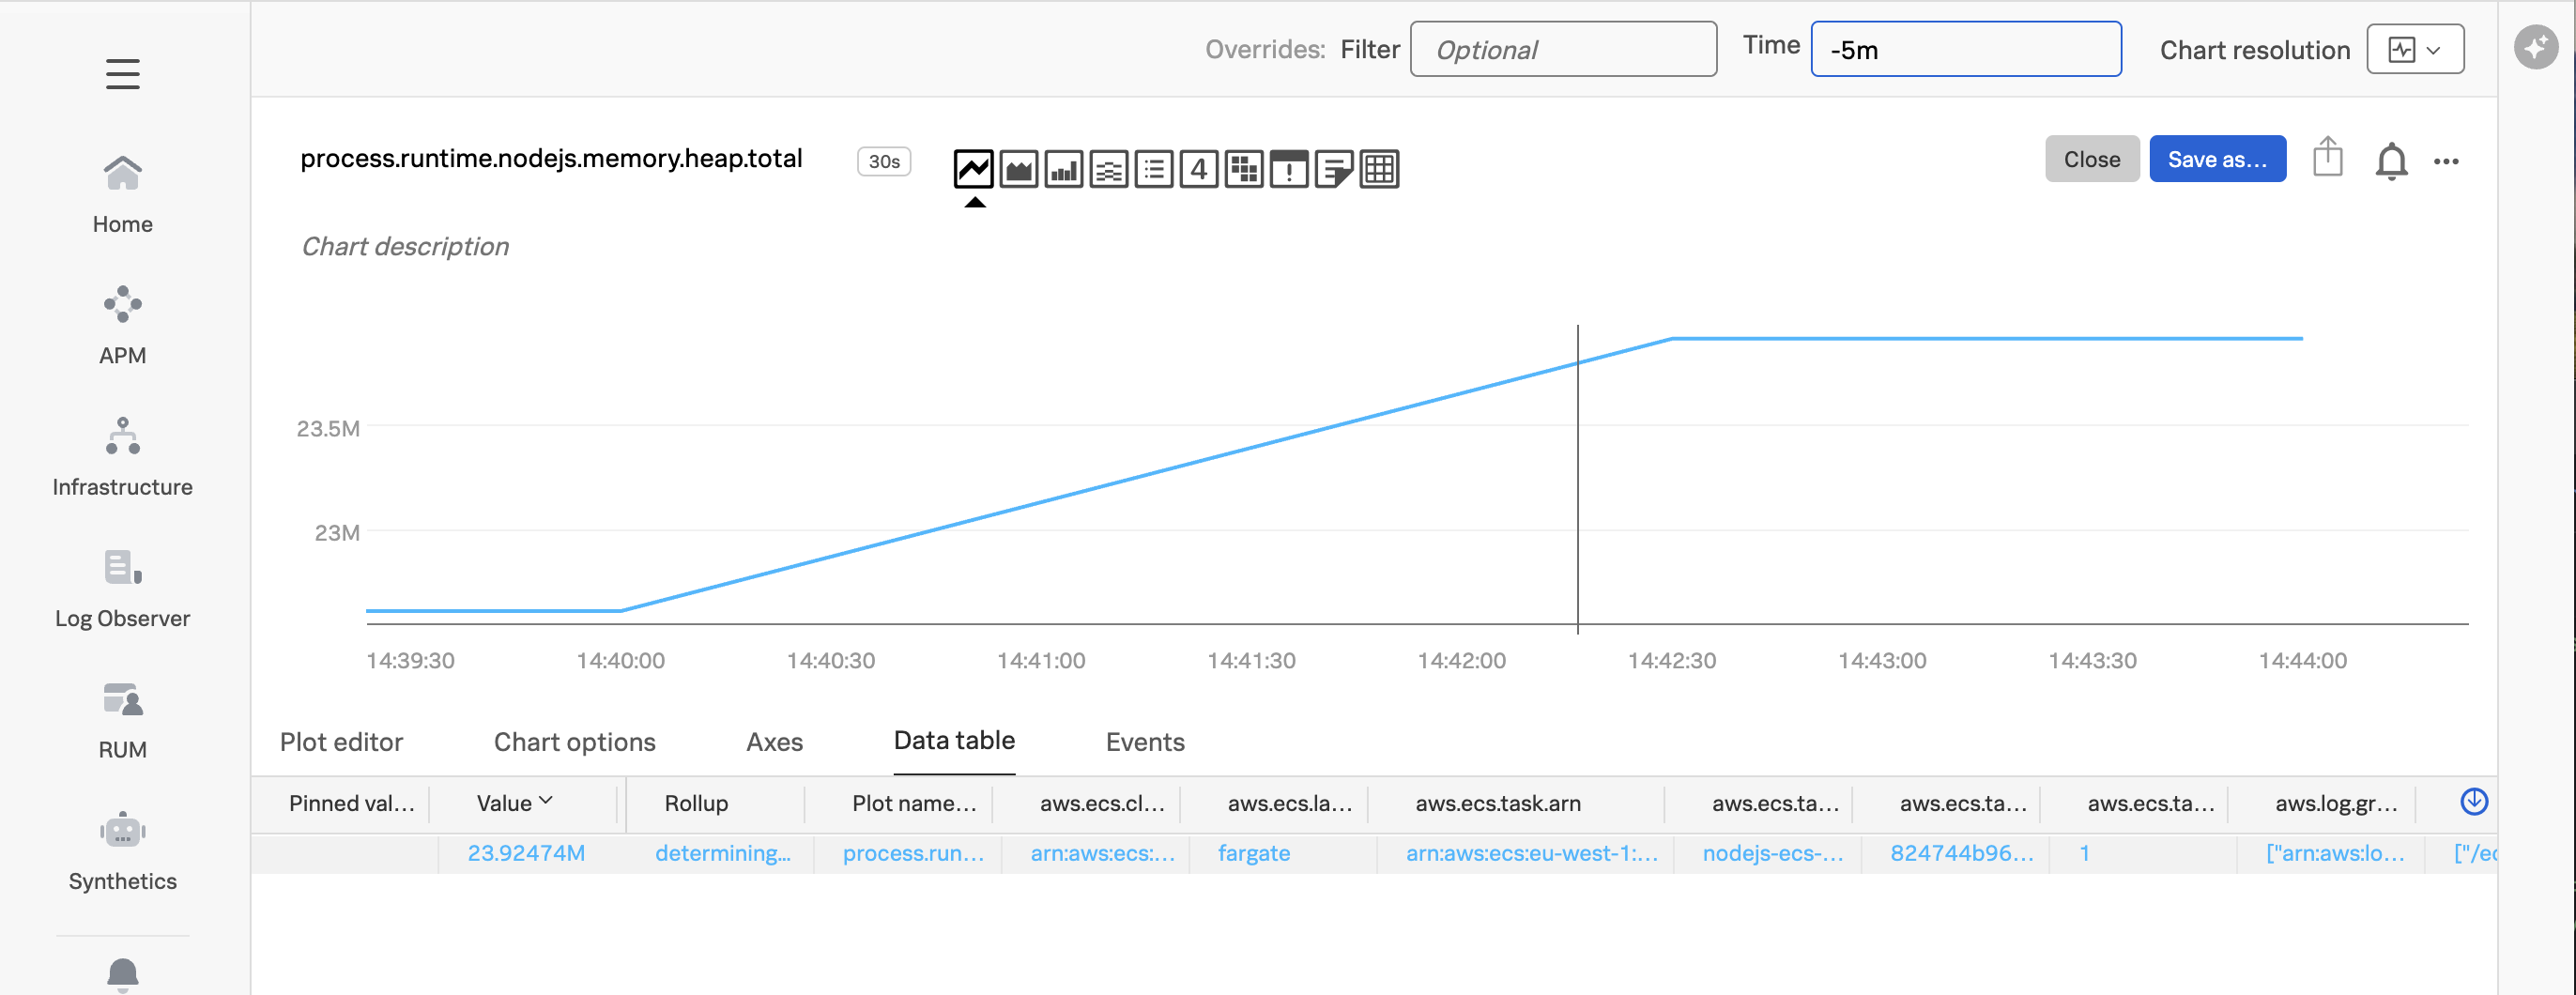 Overrides: Filter Optional Time -5m Chart resolution
process.runtime.nodejs.memory.heap.total 30s 4 Close Save as...
Chart description
Home
APM
Infrastructure
Log Observer
RUM
Synthetics
23.5M
23M
14:39:30 14:40:00 14:40:30 14:41:00 14:41:30 14:42:00 14:42:30 14:43:00 14:43:30 14:44:00
Plot editor Chart options Axes Data table Events
Pinned val... Value Rollup Plot name... aws.ecs.cl... aws.ecs.la... aws.ecs.task.arn aws.ecs.ta... aws.ecs.ta... aws.ecs.ta... aws.log.gr...
23.92474M determining... process.run... arn:aws:ecs:... fargate arn:aws:ecs:eu-west-1:... nodejs-ecs-... 824744b96... 1 ["arn:aws:lo... ["/ec